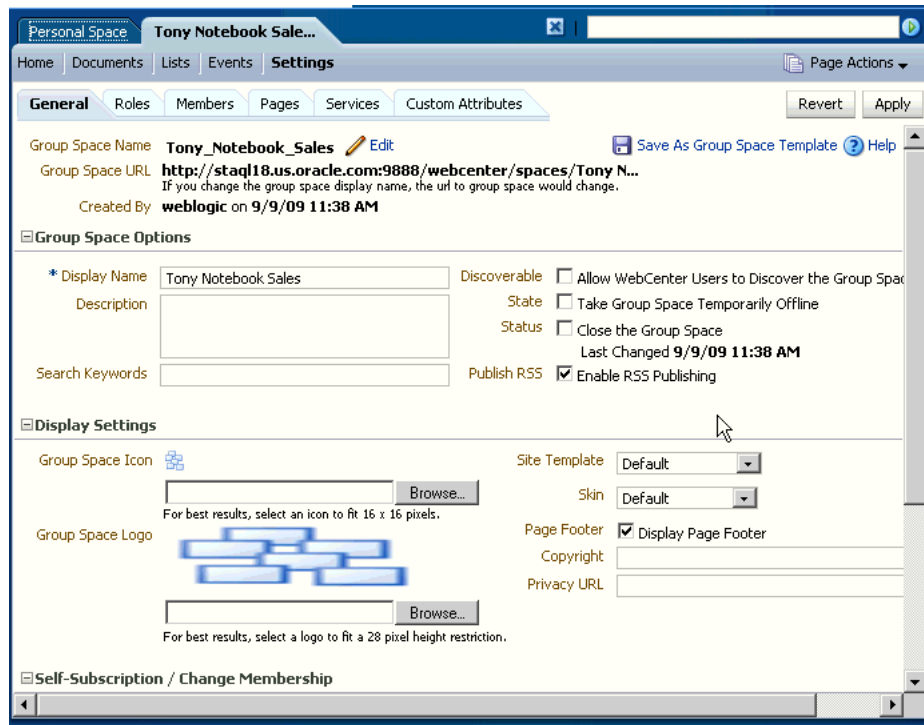 Personal Space Tony Notebook Sale...
Home Documents Lists Events Settings Page Actions
General Roles Members Pages Services Custom Attributes Revert Apply
Group Space Name Tony_Notebook_Sales Edit Save As Group Space Template Help
Group Space URL http://staql18.us.oracle.com:9888/webcenter/spaces/Tony N...
If you change the group space display name, the url to group space would change.
Created By weblogic on 9/9/09 11:38 AM
Group Space Options
* Display Name Tony Notebook Sales Discoverable Allow WebCenter Users to Discover the Group Spac
Description State Take Group Space Temporarily Offline
Status Close the Group Space
Last Changed 9/9/09 11:38 AM
Search Keywords Publish RSS Enable RSS Publishing
Display Settings
Group Space Icon Site Template Default
Browse... Skin Default
For best results, select an icon to fit 16 x 16 pixels.
Group Space Logo Page Footer Display Page Footer
Copyright
Privacy URL
Browse...
For best results, select a logo to fit a 28 pixel height restriction.
Self-Subscription / Change Membership